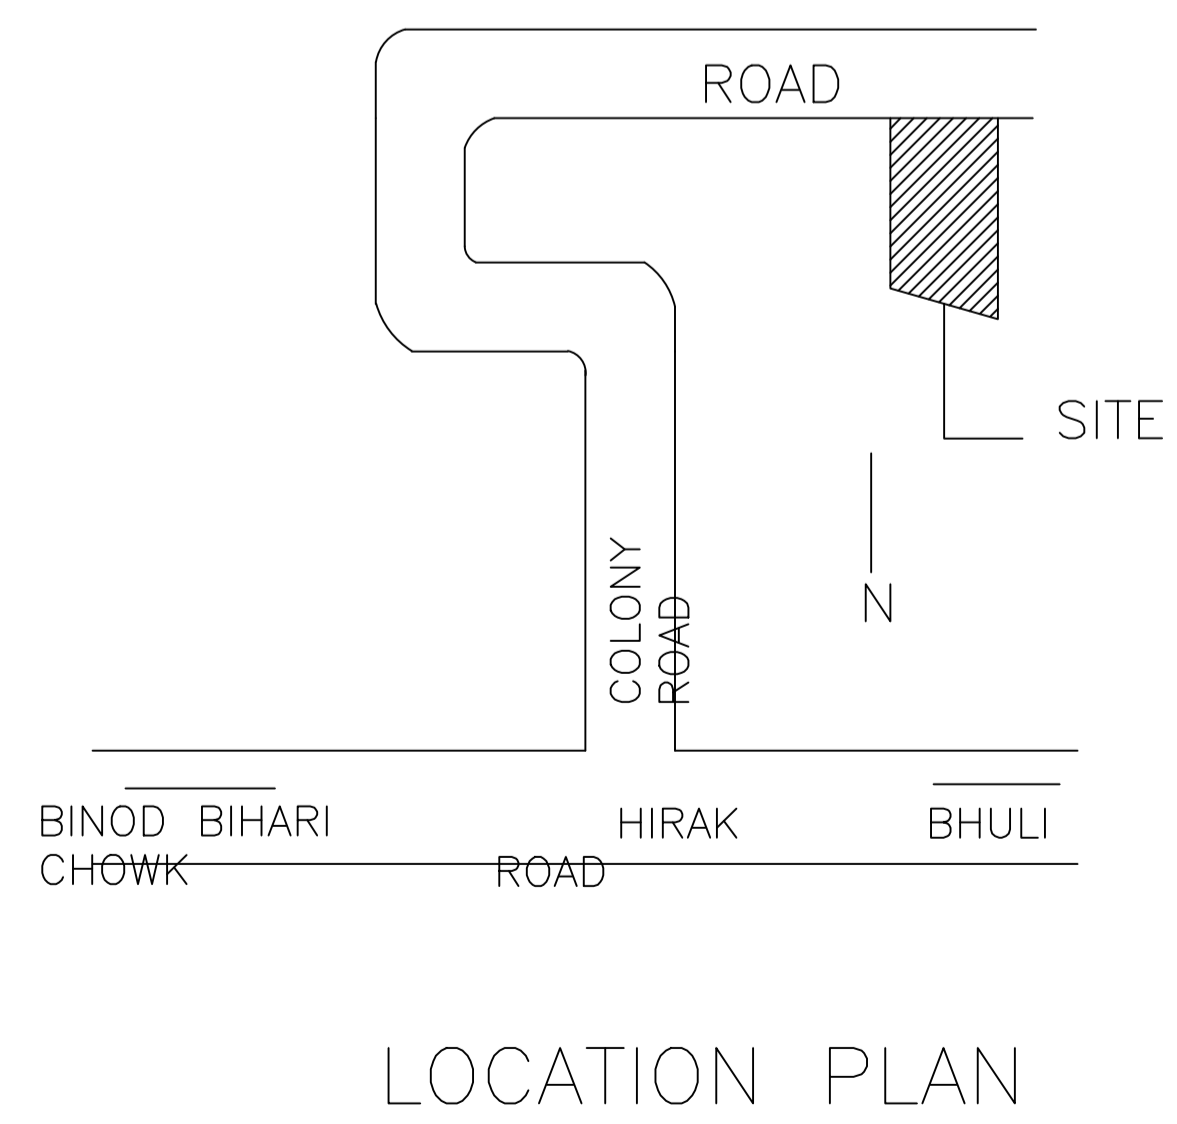 ROAD
SITE
COLONY
ROAD
N
BINOD BIHARI
CHOWK
HIRAK
ROAD
BHULI
LOCATION PLAN